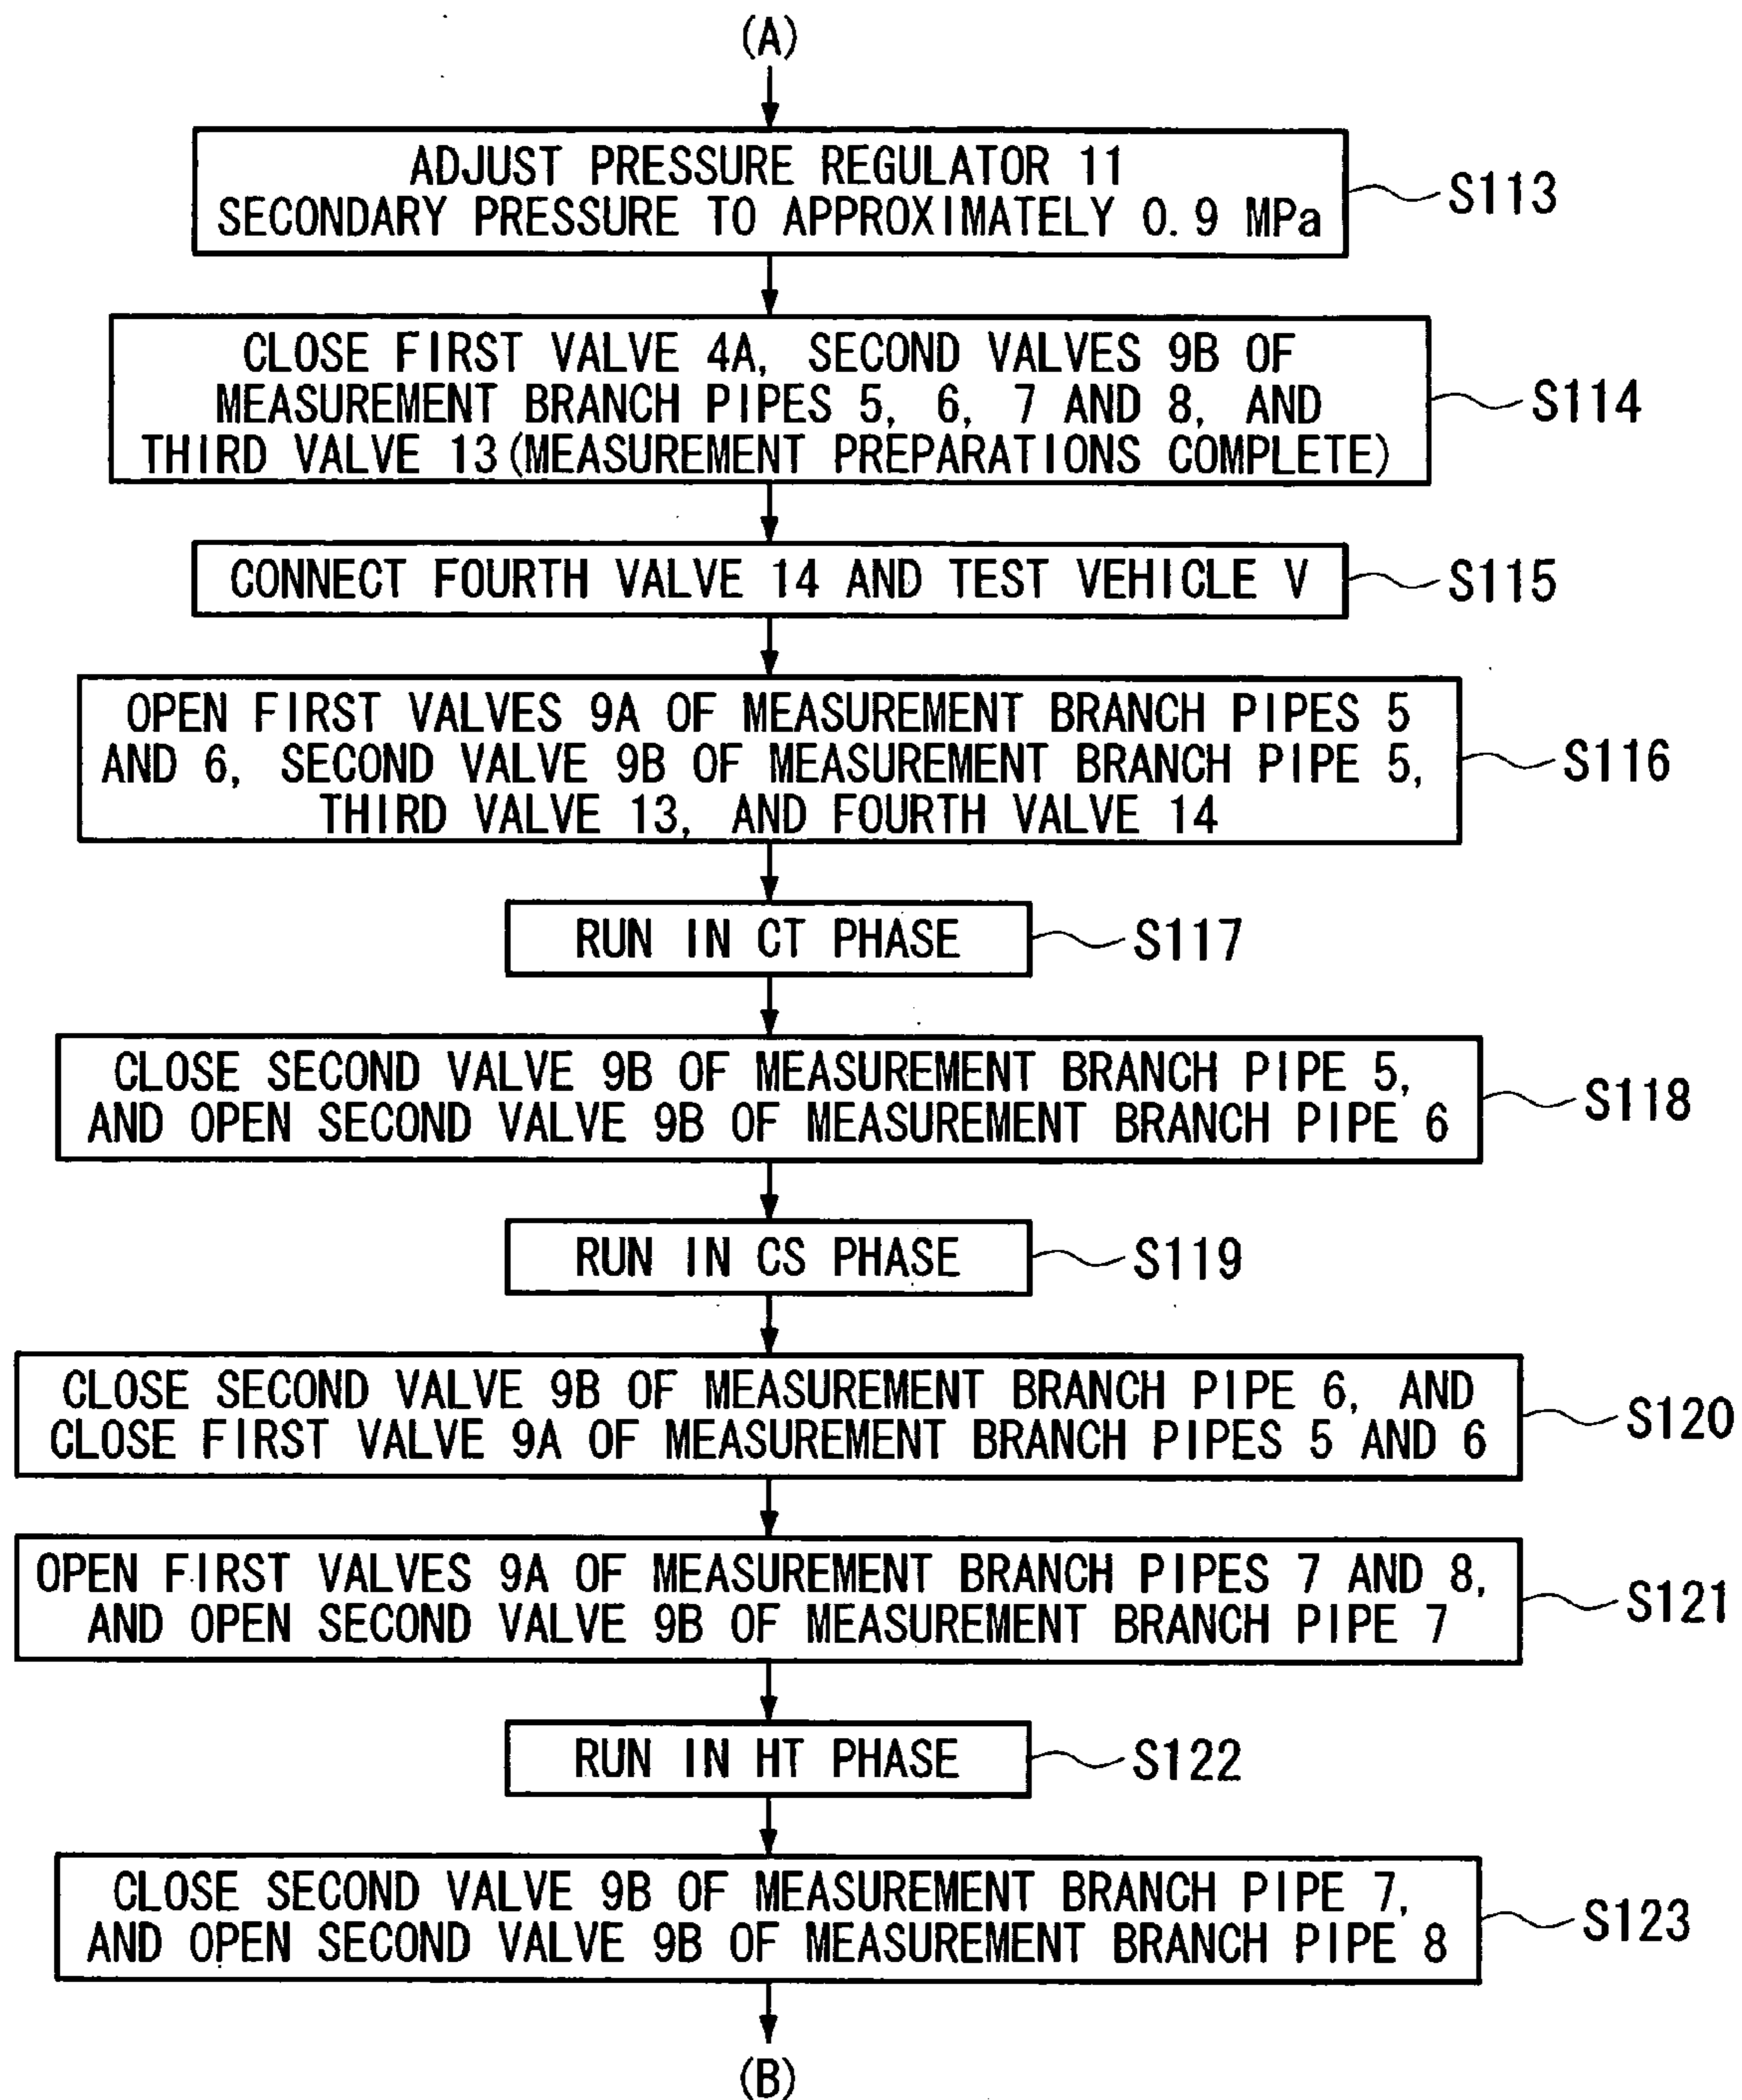 (A)
ADJUST PRESSURE REGULATOR 11
SECONDARY PRESSURE TO APPROXIMATELY 0.9 MPa
S113
CLOSE FIRST VALVE 4A, SECOND VALVES 9B OF
MEASUREMENT BRANCH PIPES 5, 6, 7 AND 8, AND
THIRD VALVE 13(MEASUREMENT PREPARATIONS COMPLETE)
S114
CONNECT FOURTH VALVE 14 AND TEST VEHICLE V
S115
OPEN FIRST VALVES 9A OF MEASUREMENT BRANCH PIPES 5
AND 6, SECOND VALVE 9B OF MEASUREMENT BRANCH PIPE 5,
THIRD VALVE 13, AND FOURTH VALVE 14
S116
RUN IN CT PHASE
S117
CLOSE SECOND VALVE 9B OF MEASUREMENT BRANCH PIPE 5,
AND OPEN SECOND VALVE 9B OF MEASUREMENT BRANCH PIPE 6
S118
RUN IN CS PHASE
S119
CLOSE SECOND VALVE 9B OF MEASUREMENT BRANCH PIPE 6, AND
CLOSE FIRST VALVE 9A OF MEASUREMENT BRANCH PIPES 5 AND 6
S120
OPEN FIRST VALVES 9A OF MEASUREMENT BRANCH PIPES 7 AND 8,
AND OPEN SECOND VALVE 9B OF MEASUREMENT BRANCH PIPE 7
S121
RUN IN HT PHASE
S122
CLOSE SECOND VALVE 9B OF MEASUREMENT BRANCH PIPE 7,
AND OPEN SECOND VALVE 9B OF MEASUREMENT BRANCH PIPE 8
S123
(B)